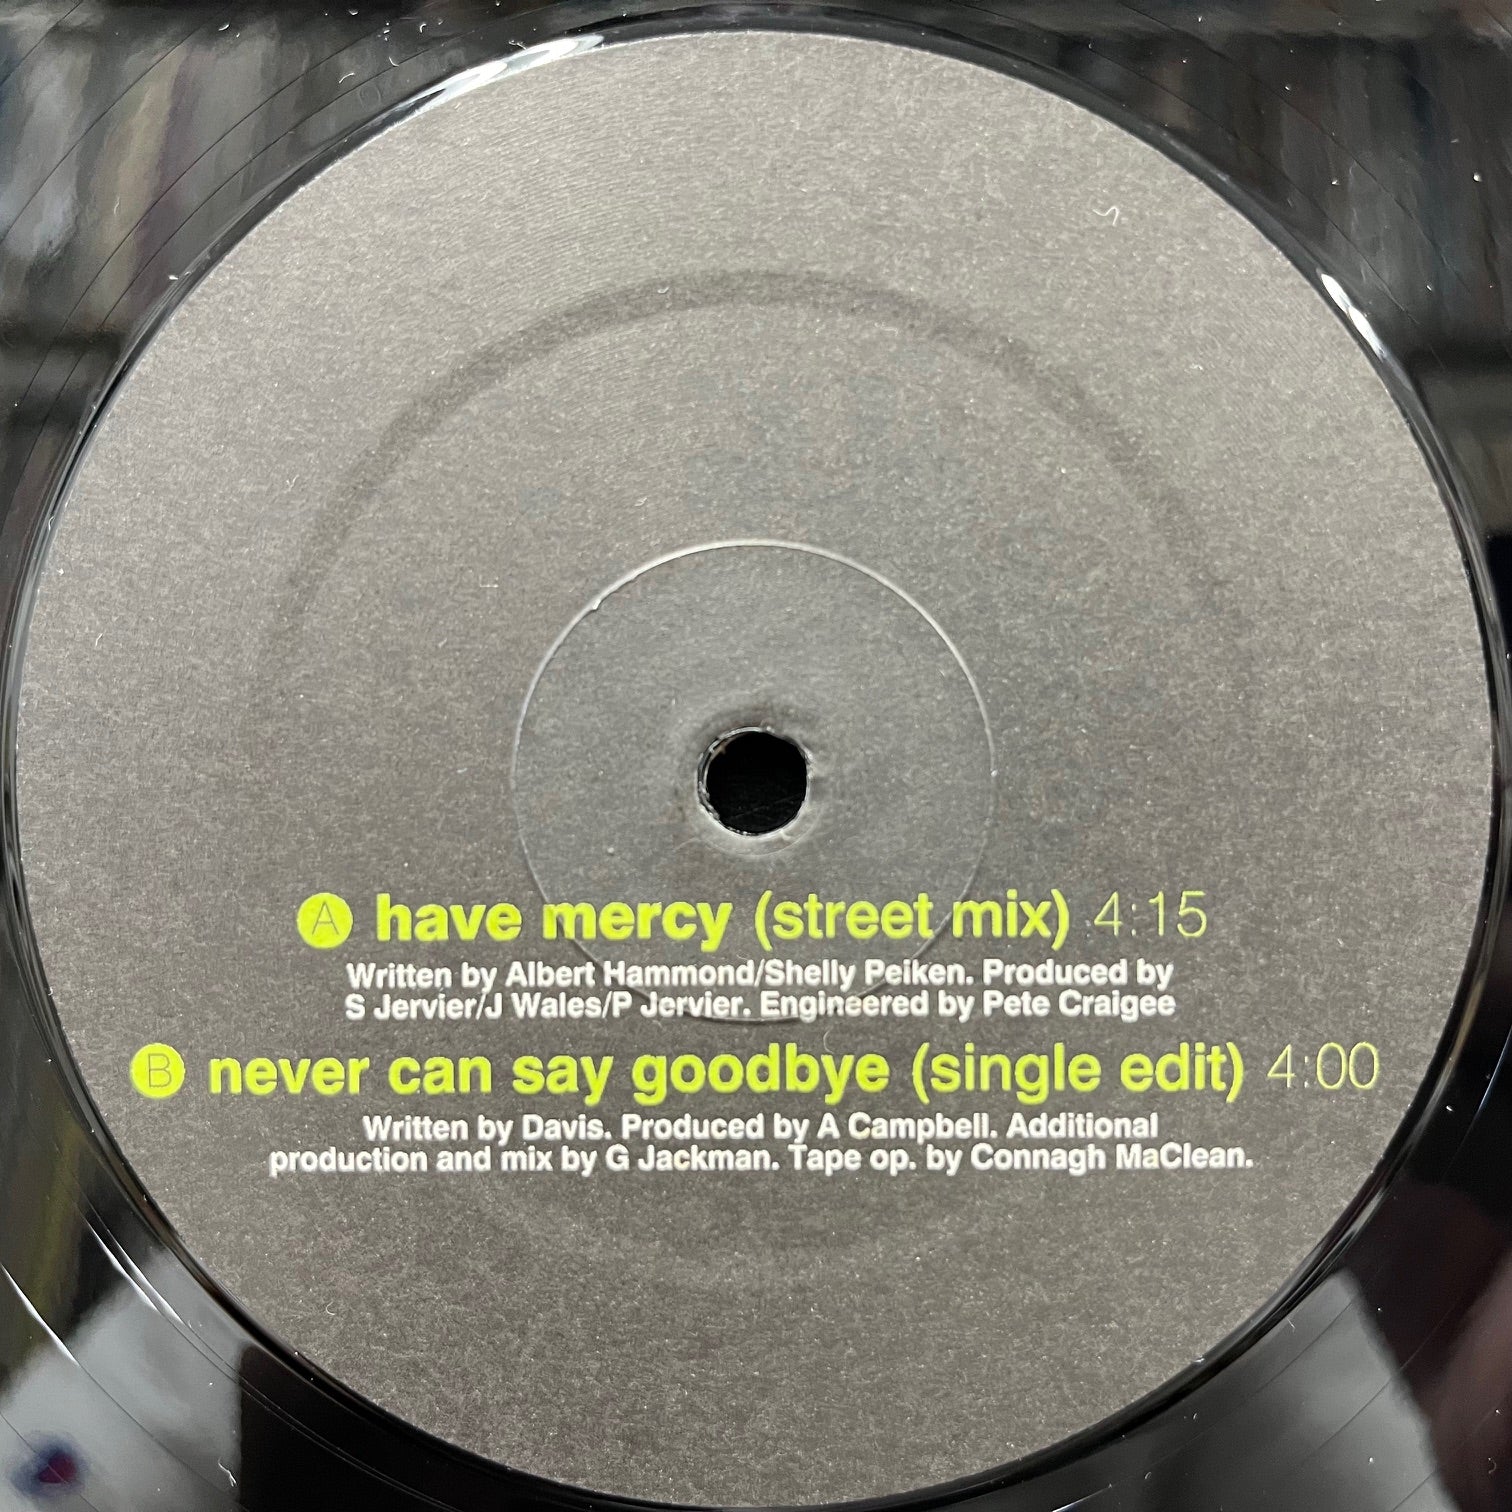 A have mercy (street mix) 4:15
Written by Albert Hammond/Shelly Peiken. Produced by
S Jervier/J Wales/P Jervier. Engineered by Pete Craigee
B never can say goodbye (single edit) 4:00
Written by Davis. Produced by A Campbell. Additional
production and mix by G Jackman. Tape op. by Connagh MaClean.